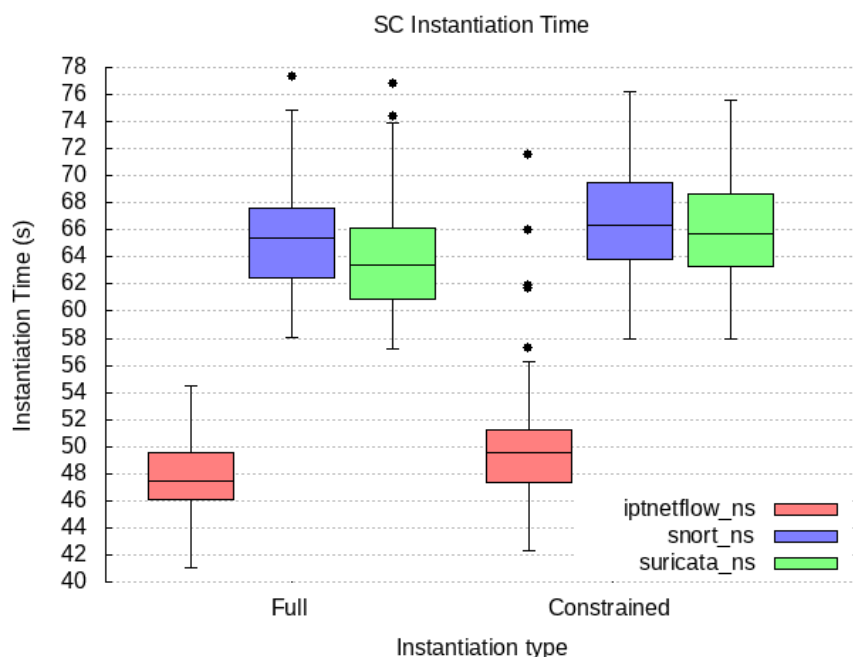 SC Instantiation Time
Instantiation Time (s)
78
76
74
72
70
68
66
64
62
60
58
56
54
52
50
48
46
44
42
40
iptnetflow_ns
snort_ns
suricata_ns
Full
Constrained
Instantiation type